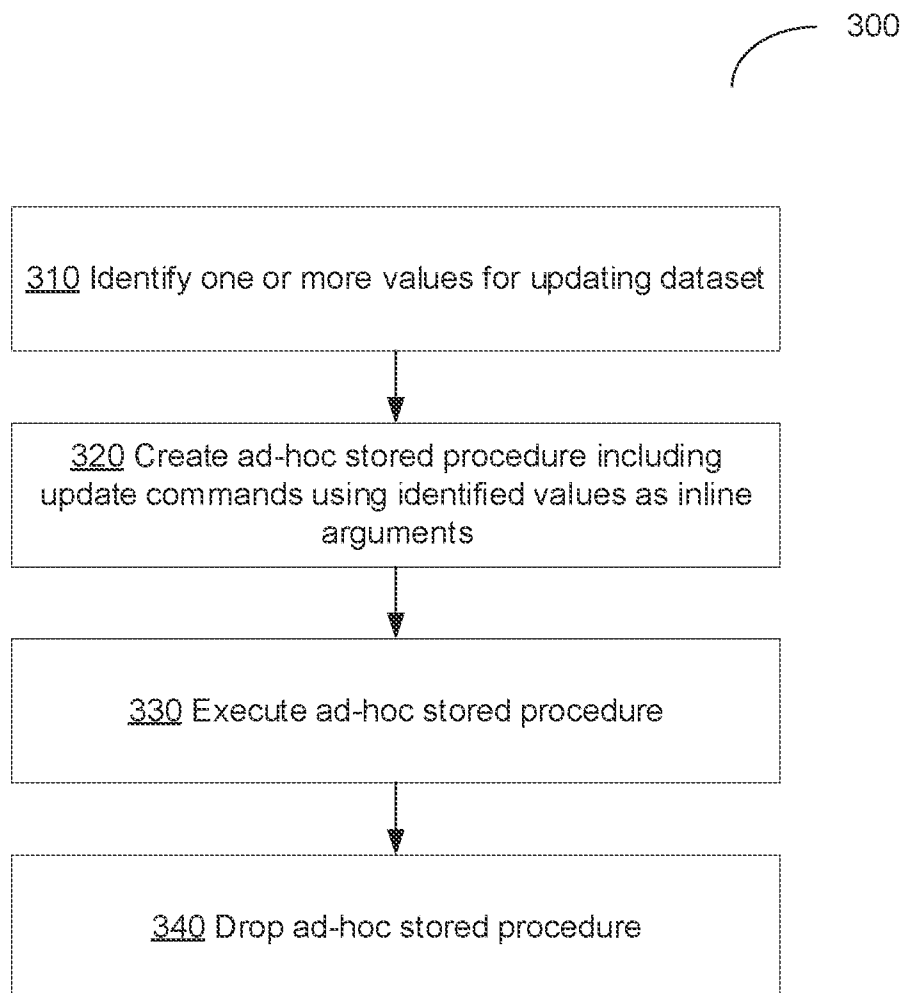 300
310 Identify one or more values for updating dataset
320 Create ad-hoc stored procedure including
update commands using identified values as inline
arguments
330 Execute ad-hoc stored procedure
340 Drop ad-hoc stored procedure